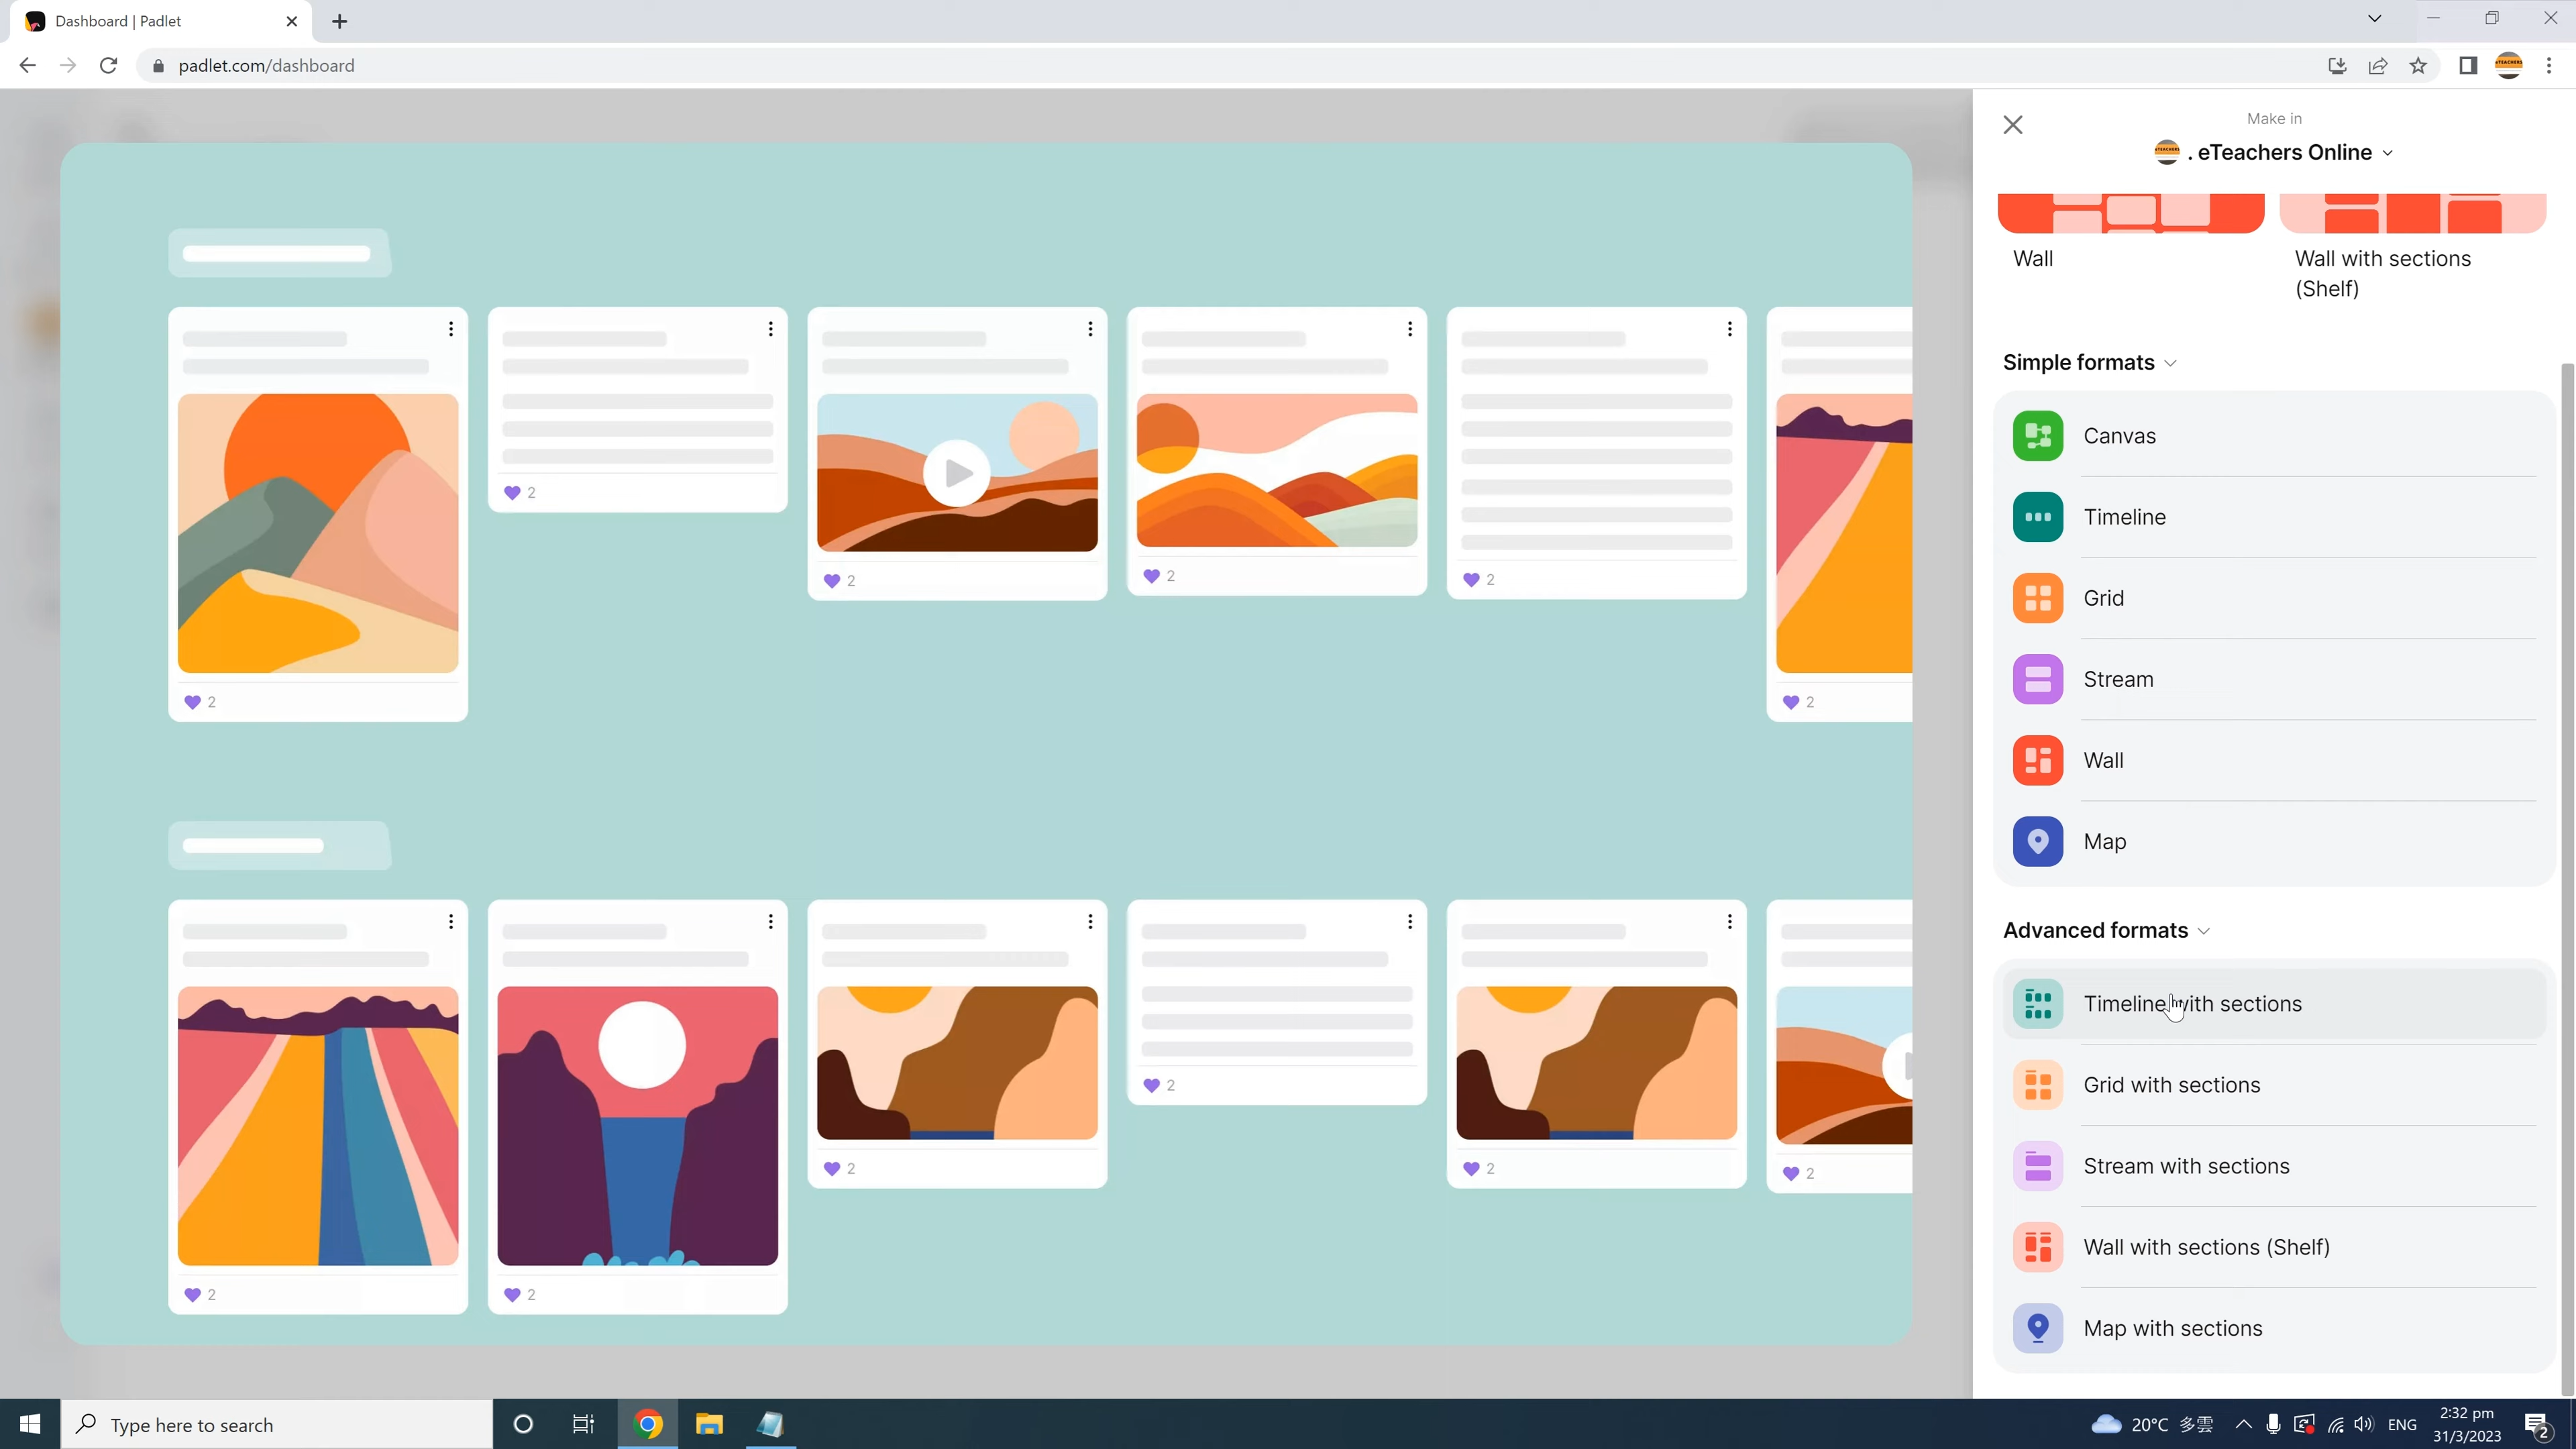 Dashboard | Padlet
padlet.com/dashboard
Make in
. eTeachers Online
Wall
Wall with sections
(Shelf)
Simple formats
Canvas
Timeline
Grid
Stream
Wall
Map
Advanced formats
Timeline with sections
Grid with sections
Stream with sections
Wall with sections (Shelf)
Map with sections
2
2
2
2
2
2
2
2
2
2
2
2
Type here to search
20°C 多雲
ENG
2:32 pm
31/3/2023
2